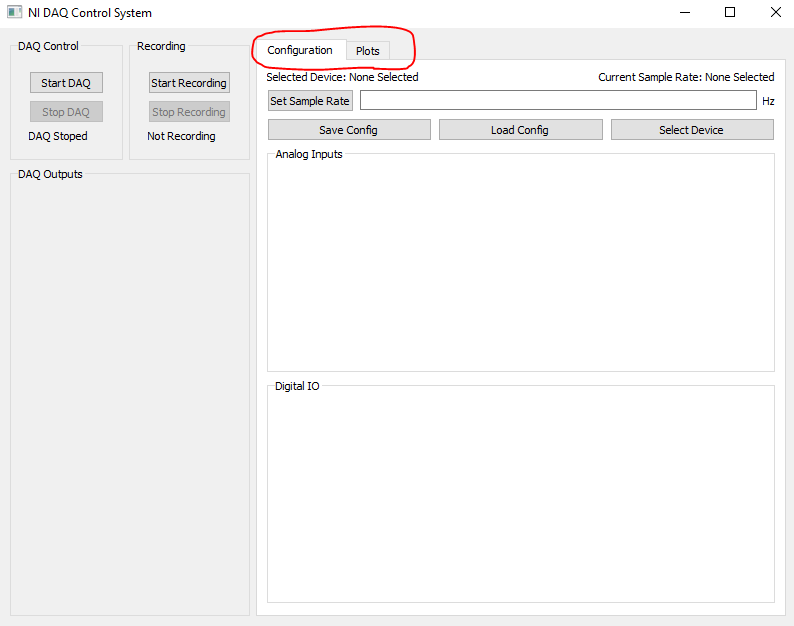 NI DAQ Control System
DAQ Control
Recording
Start DAQ
Stop DAQ
DAQ Stoped
Start Recording
Stop Recording
Not Recording
DAQ Outputs
Configuration
Plots
Selected Device: None Selected
Current Sample Rate: None Selected
Set Sample Rate
Hz
Save Config
Load Config
Select Device
Analog Inputs
Digital IO